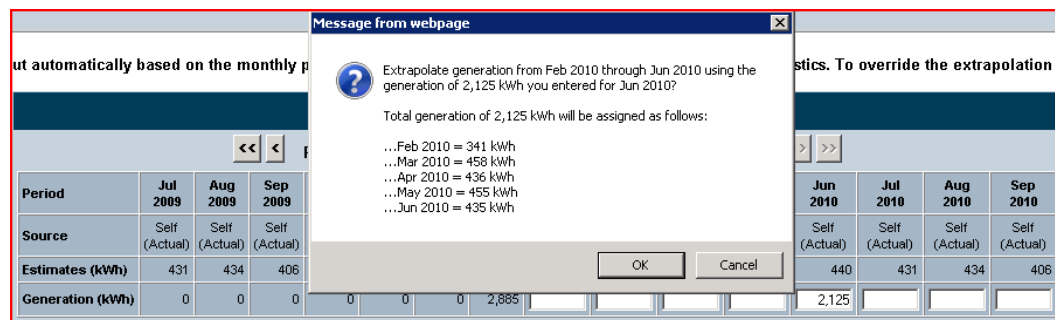 Message from webpage
ut automatically based on the monthly p
stics. To override the extrapolation
Extrapolate generation from Feb 2010 through Jun 2010 using the
generation of 2,125 kWh you entered for Jun 2010?
Total generation of 2,125 kWh will be assigned as follows:
...Feb 2010 = 341 kWh
...Mar 2010 = 458 kWh
...Apr 2010 = 436 kWh
...May 2010 = 455 kWh
...Jun 2010 = 435 kWh
OK Cancel
<< < > >>
Period Jul 2009 Aug 2009 Sep 2009 Jun 2010 Jul 2010 Aug 2010 Sep 2010
Source Self (Actual) Self (Actual) Self (Actual) Self (Actual) Self (Actual) Self (Actual) Self (Actual)
Estimates (kWh) 431 434 406 440 431 434 406
Generation (kWh) 0 0 0 0 0 0 0 2,885 2,125